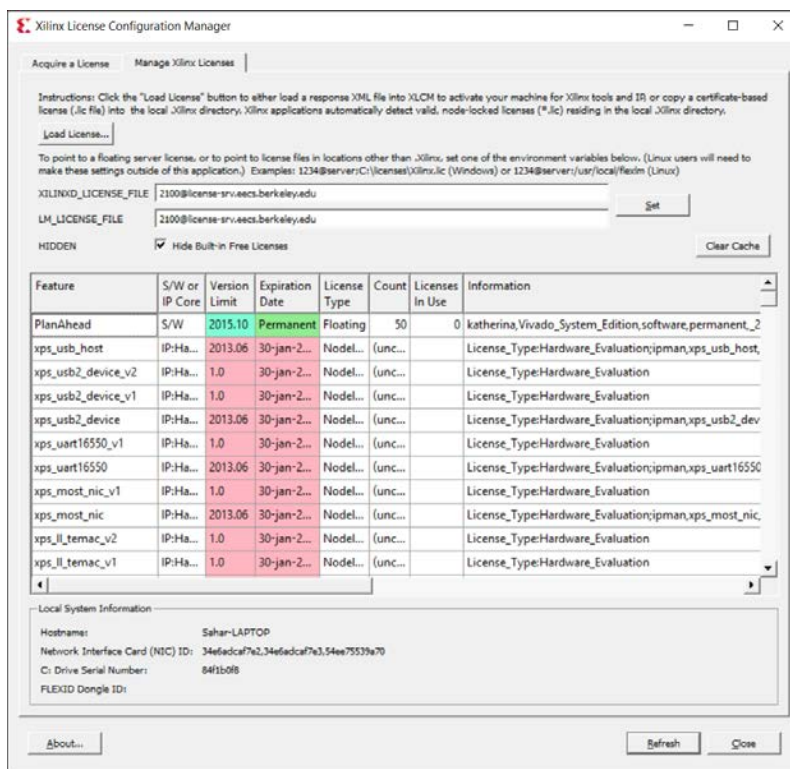 Xilinx License Configuration Manager
Acquire a License Manage Xilinx Licenses
Instructions: Click the "Load License" button to either load a response XML file into XLCM to activate your machine for Xilinx tools and IP, or copy a certificate-based
license (.lic file) into the local .Xilinx directory. Xilinx applications automatically detect valid, node-locked licenses (*.lic) residing in the local .Xilinx directory.
Load License...
To point to a floating server license, or to point to license files in locations other than .Xilinx, set one of the environment variables below. (Linux users will need to
make these settings outside of this application.) Examples: 1234@server;C:\licenses\Xilinx.lic (Windows) or 1234@server:/usr/local/flexlm (Linux)
XILINXD_LICENSE_FILE 2100@license-srv.eecs.berkeley.edu
Set
LM_LICENSE_FILE 2100@license-srv.eecs.berkeley.edu
HIDDEN Hide Built-in Free Licenses Clear Cache
Feature S/W or Version Expiration License Count Licenses Information
IP Core Limit Date Type In Use
PlanAhead S/W 2015.10 Permanent Floating 50 0 katherina,Vivado_System_Edition,software,permanent,_2
xps_usb_host IP:Ha... 2013.06 30-jan-2... Nodel... (unc... License_Type:Hardware_Evaluation;ipman,xps_usb_host,
xps_usb2_device_v2 IP:Ha... 1.0 30-jan-2... Nodel... (unc... License_Type:Hardware_Evaluation
xps_usb2_device_v1 IP:Ha... 1.0 30-jan-2... Nodel... (unc... License_Type:Hardware_Evaluation
xps_usb2_device IP:Ha... 2013.06 30-jan-2... Nodel... (unc... License_Type:Hardware_Evaluation;ipman,xps_usb2_dev
xps_uart16550_v1 IP:Ha... 1.0 30-jan-2... Nodel... (unc... License_Type:Hardware_Evaluation
xps_uart16550 IP:Ha... 2013.06 30-jan-2... Nodel... (unc... License_Type:Hardware_Evaluation;ipman,xps_uart16550
xps_most_nic_v1 IP:Ha... 1.0 30-jan-2... Nodel... (unc... License_Type:Hardware_Evaluation
xps_most_nic IP:Ha... 2013.06 30-jan-2... Nodel... (unc... License_Type:Hardware_Evaluation;ipman,xps_most_nic,
xps_ll_temac_v2 IP:Ha... 1.0 30-jan-2... Nodel... (unc... License_Type:Hardware_Evaluation
xps_ll_temac_v1 IP:Ha... 1.0 30-jan-2... Nodel... (unc... License_Type:Hardware_Evaluation
Local System Information
Hostname: Sahar-LAPTOP
Network Interface Card (NIC) ID: 34e6adcaf7e2,34e6adcaf7e3,54ee75539a70
C: Drive Serial Number: 84f1b0f8
FLEXID Dongle ID:
About... Refresh Close